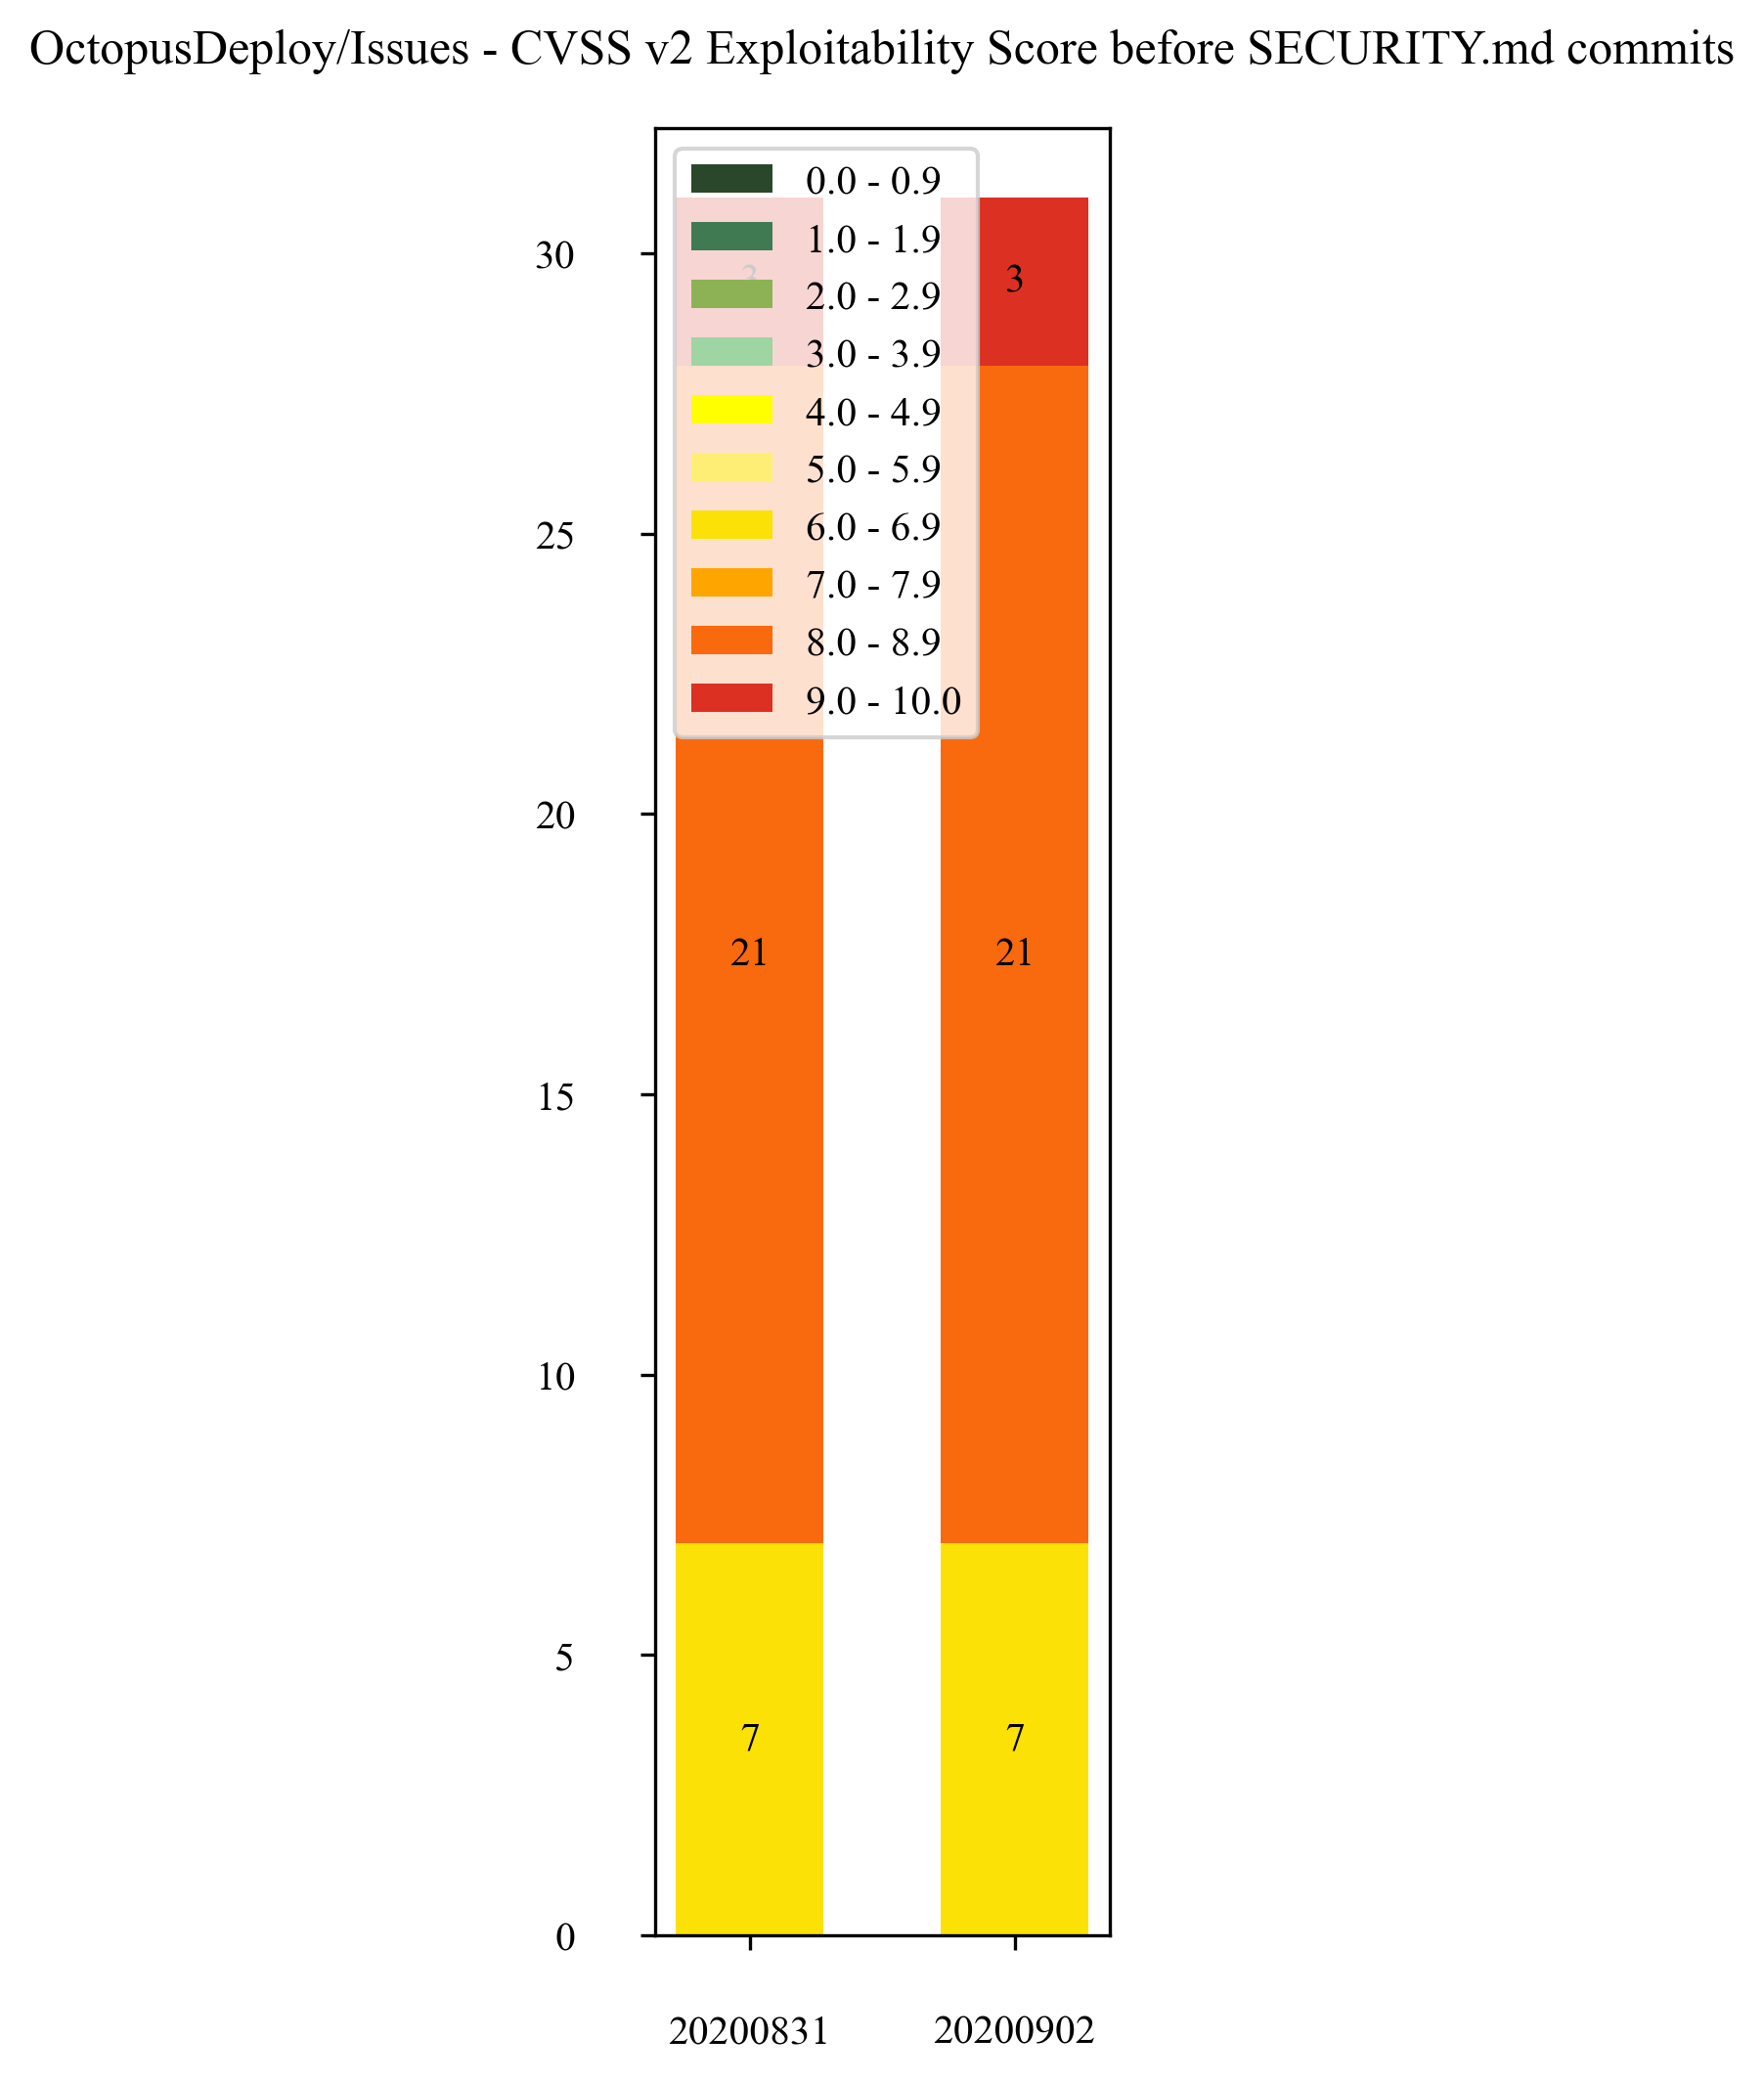 OctopusDeploy/Issues - CVSS v2 Exploitability Score before SECURITY.md commits
0.0 - 0.9
1.0 - 1.9
2.0 - 2.9
3.0 - 3.9
4.0 - 4.9
5.0 - 5.9
6.0 - 6.9
7.0 - 7.9
8.0 - 8.9
9.0 - 10.0
30
25
20
15
10
5
0
3
3
21
21
7
7
20200831
20200902